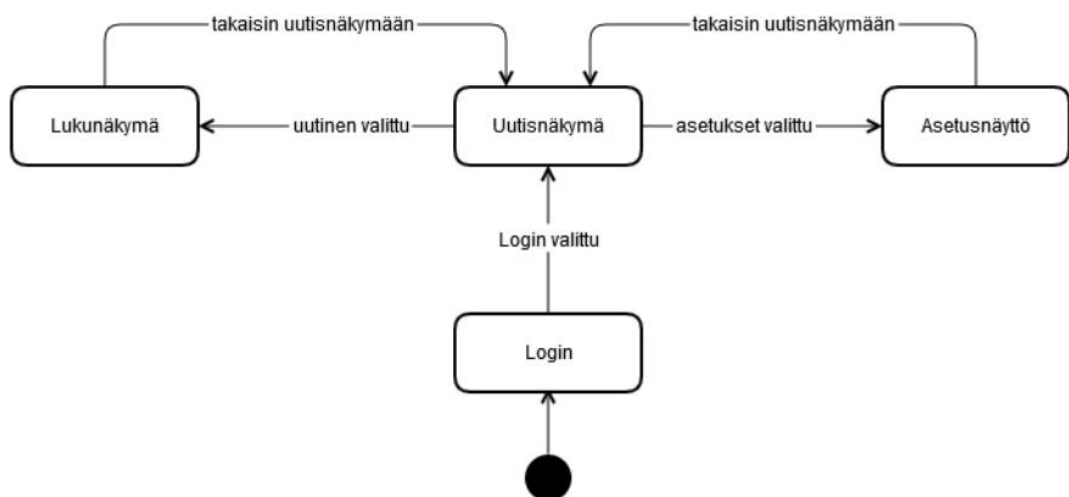 takaisin uutisnäkymään
takaisin uutisnäkymään
Lukunäkymä
uutinen valittu
Uutisnäkymä
asetukset valittu
Asetusnäyttö
Login valittu
Login